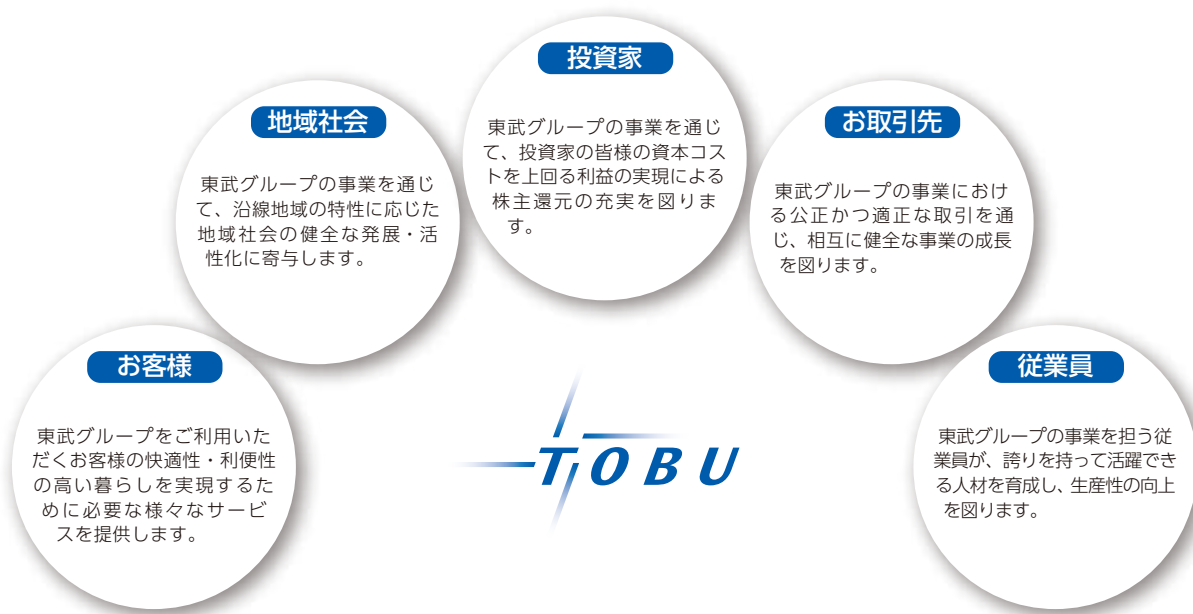 お客様
東武グループをご利用いた
だくお客様の快適性・利便性
の高い暮らしを実現するた
めに必要な様々なサービ
スを提供します。
地域社会
東武グループの事業を通じ
て、沿線地域の特性に応じた
地域社会の健全な発展・活
性化に寄与します。
投資家
東武グループの事業を通じ
て、投資家の皆様の資本コス
トを上回る利益の実現による
株主還元の充実を図りま
す。
お取引先
東武グループの事業におけ
る公正かつ適正な取引を通
じ、相互に健全な事業の成長
を図ります。
従業員
東武グループの事業を担う従
業員が、誇りを持って活躍でき
る人材を育成し、生産性の向上
を図ります。
TOBU